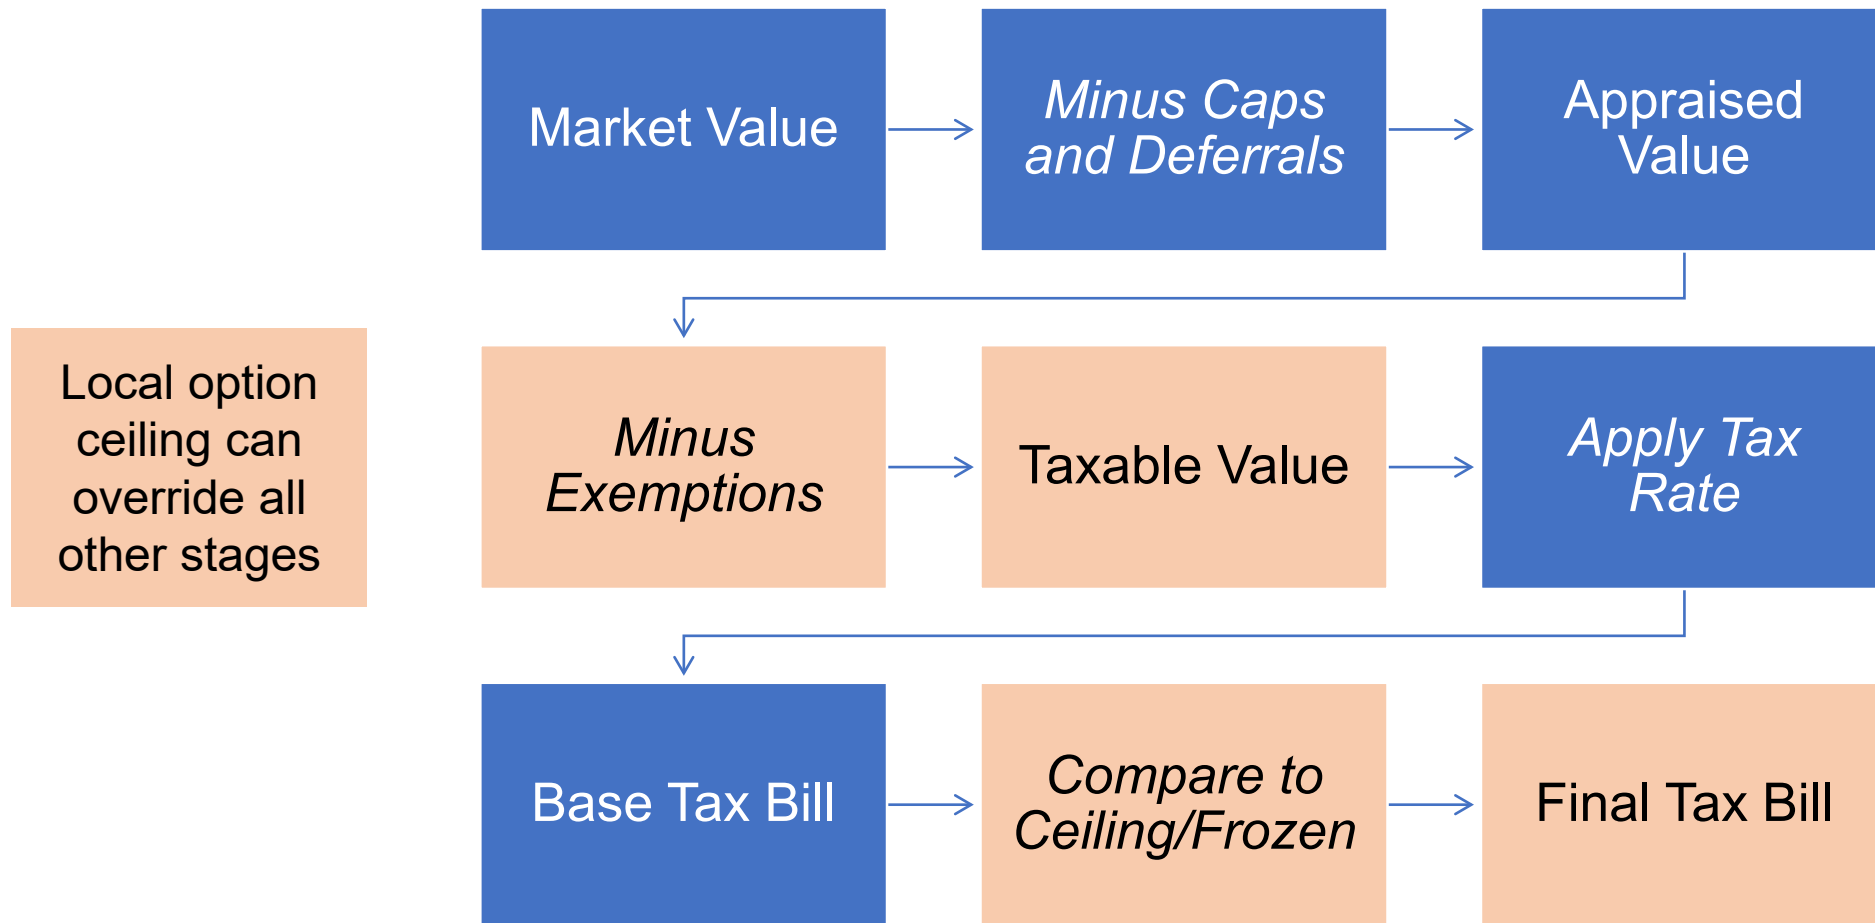 Market Value
Minus Caps
and Deferrals
Appraised
Value
Local option
ceiling can
override all
other stages
Minus
Exemptions
Taxable Value
Apply Tax
Rate
Base Tax Bill
Compare to
Ceiling/Frozen
Final Tax Bill